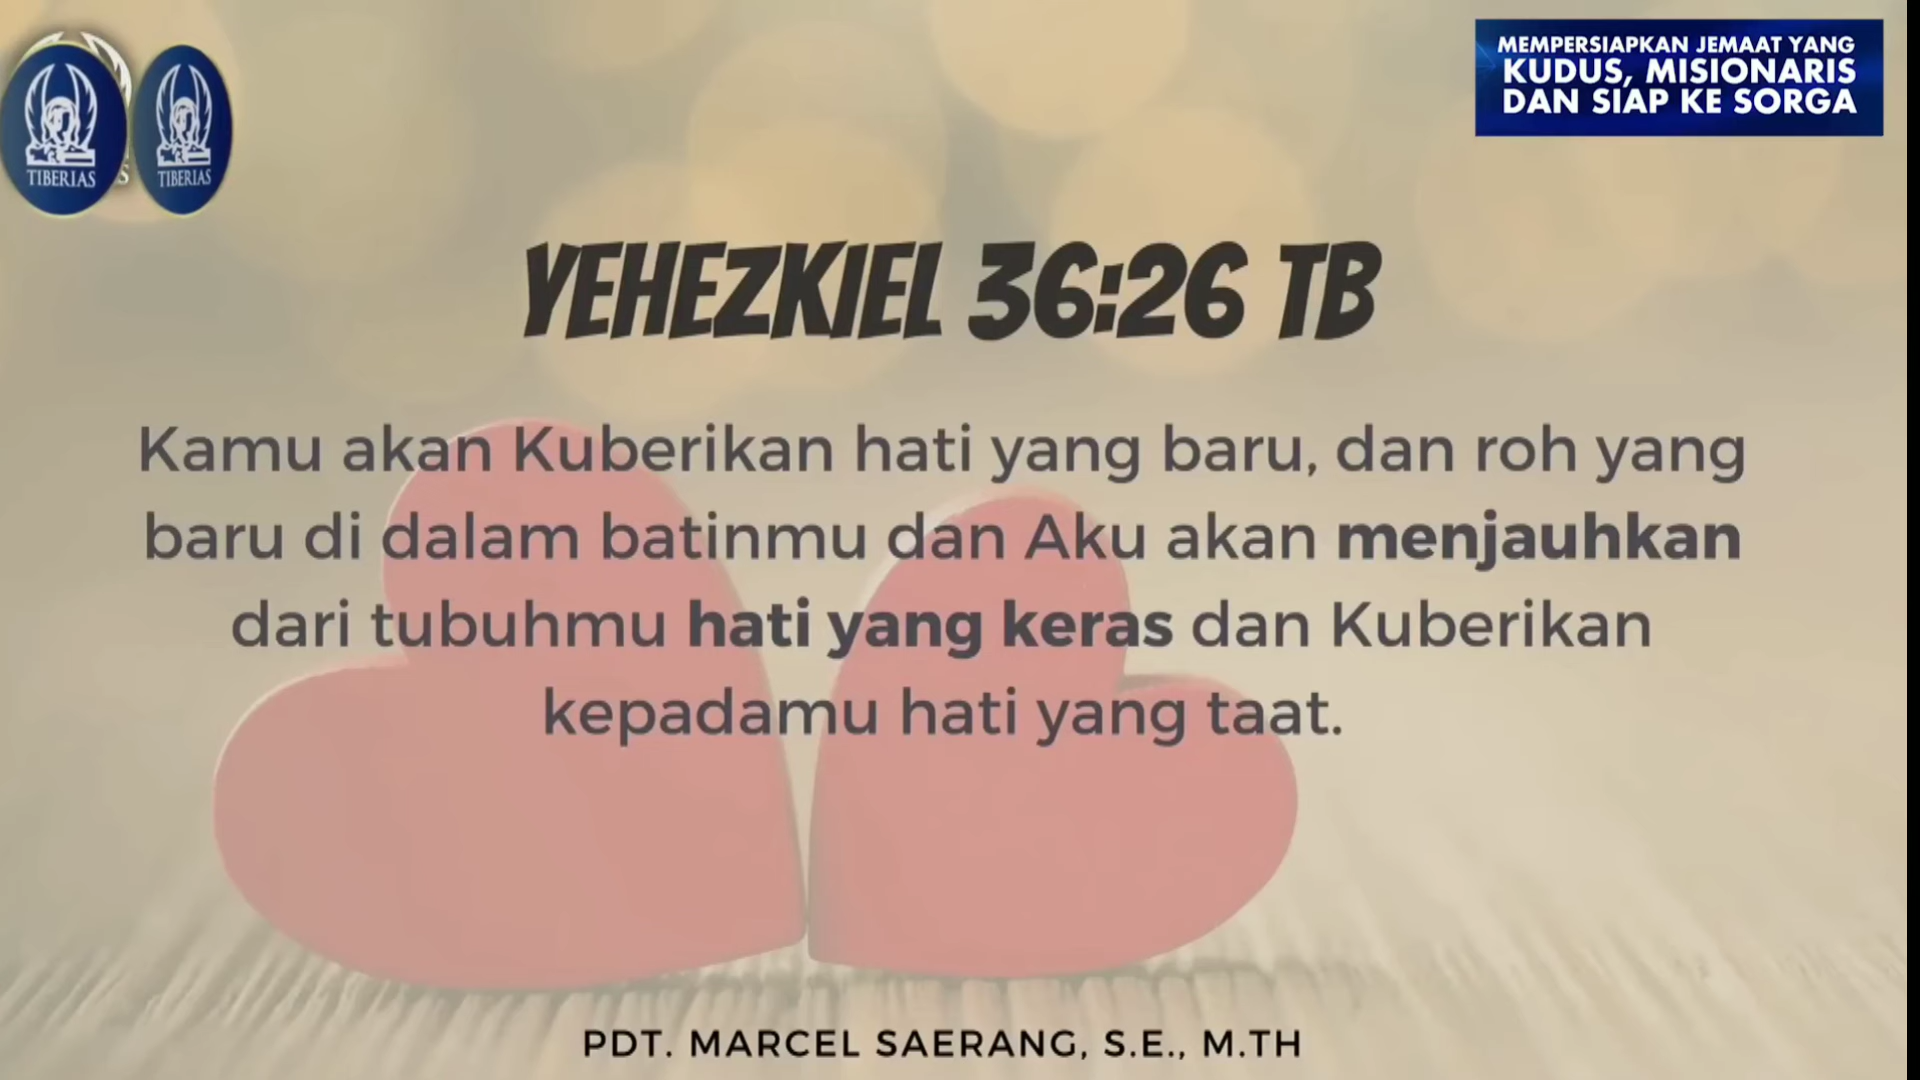 TIBERIAS
TIBERIAS
MEMPERSIAPKAN JEMAAT YANG
KUDUS, MISIONARIS
DAN SIAP KE SORGA
YEHEZKIEL 36:26 TB
Kamu akan Kuberikan hati yang baru, dan roh yang
baru di dalam batinmu dan Aku akan menjauhkan
dari tubuhmu hati yang keras dan Kuberikan
kepadamu hati yang taat.
PDT. MARCEL SAERANG, S.E., M.TH